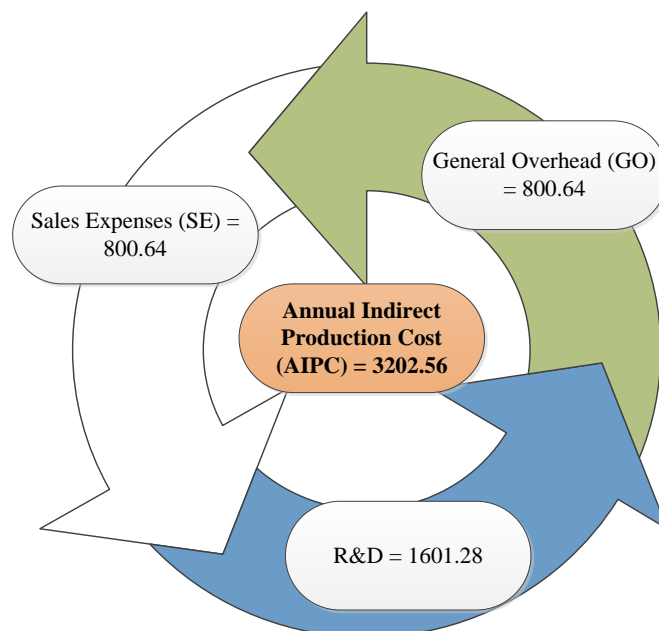 General Overhead (GO)
= 800.64
Sales Expenses (SE) =
800.64
Annual Indirect
Production Cost
(AIPC) = 3202.56
R&D = 1601.28